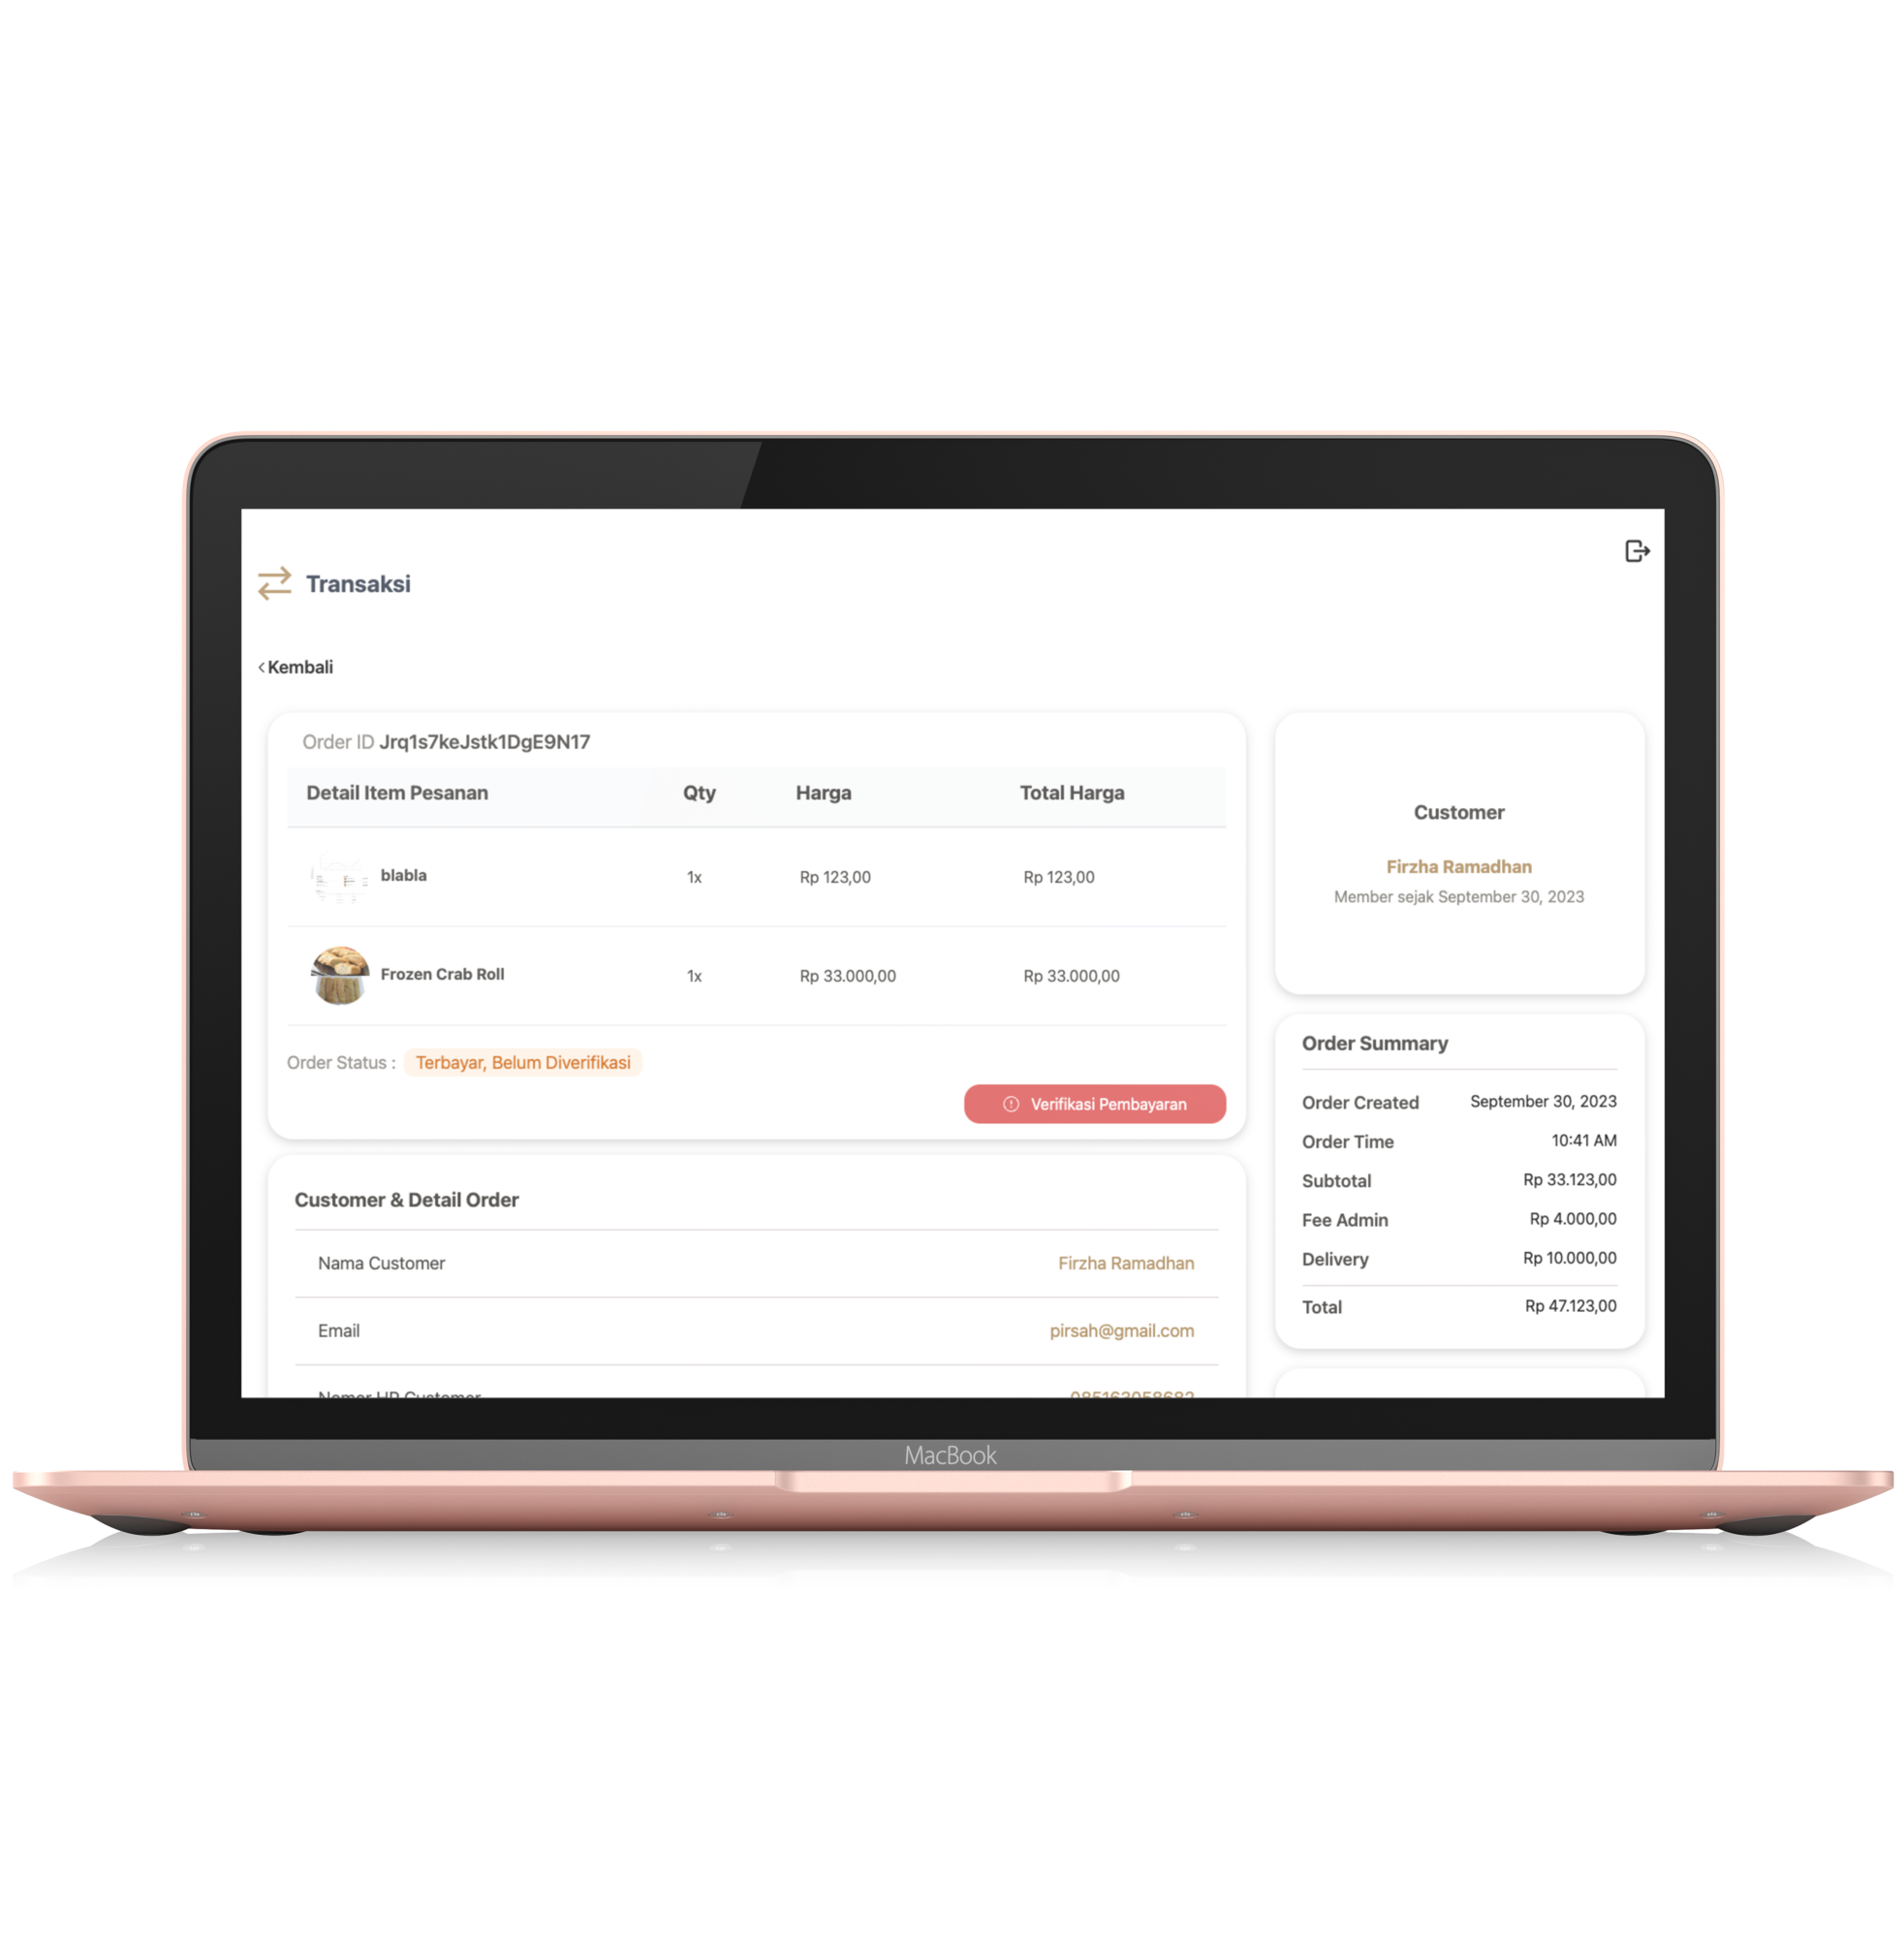 Transaksi
Kembali
Order ID Jrq1s7keJstk1DgE9N17
Detail Item Pesanan Qty Harga Total Harga
blabla 1x Rp 123,00 Rp 123,00
Frozen Crab Roll 1x Rp 33.000,00 Rp 33.000,00
Order Status : Terbayar, Belum Diverifikasi
Verifikasi Pembayaran
Customer & Detail Order
Nama Customer Firzha Ramadhan
Email pirsah@gmail.com
Nomor HP Customer 085163058682
Customer
Firzha Ramadhan
Member sejak September 30, 2023
Order Summary
Order Created September 30, 2023
Order Time 10:41 AM
Subtotal Rp 33.123,00
Fee Admin Rp 4.000,00
Delivery Rp 10.000,00
Total Rp 47.123,00
MacBook